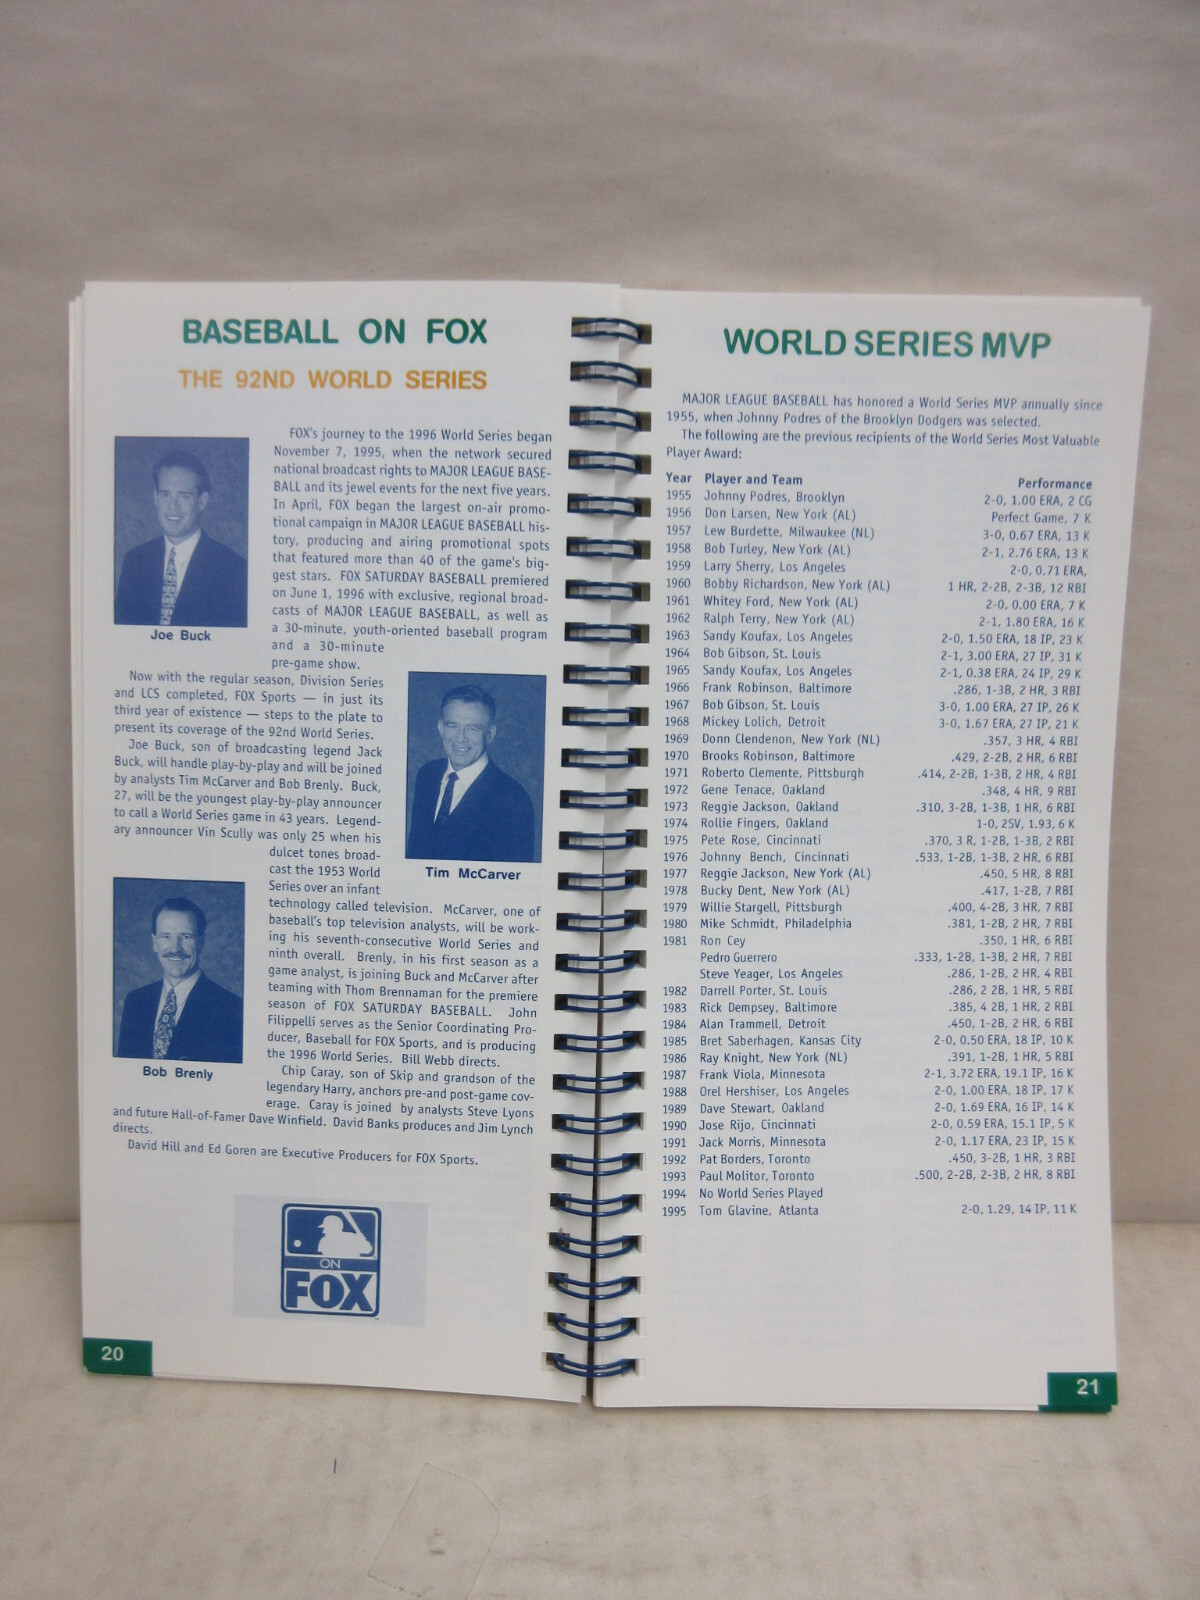 BASEBALL ON FOX
THE 92ND WORLD SERIES
FOX's journey to the 1996 World Series began
November 7, 1995, when the network secured
national broadcast rights to MAJOR LEAGUE BASE-
BALL and its jewel events for the next five years.
In April, FOX began the largest on-air promo-
tional campaign in MAJOR LEAGUE BASEBALL his-
tory, producing and airing promotional spots
that featured more than 40 of the game's big-
gest stars. FOX SATURDAY BASEBALL premiered
on June 1, 1996 with exclusive, regional broad-
casts of MAJOR LEAGUE BASEBALL, as well as
a 30-minute, youth-oriented baseball program
and a 30-minute
pre-game show.
Joe Buck
Now with the regular season, Division Series
and LCS completed, FOX Sports — in just its
third year of existence — steps to the plate to
present its coverage of the 92nd World Series.
Joe Buck, son of broadcasting legend Jack
Buck, will handle play-by-play and will be joined
by analysts Tim McCarver and Bob Brenly. Buck,
27, will be the youngest play-by-play announcer
to call a World Series game in 43 years. Legend-
ary announcer Vin Scully was only 25 when his
dulcet tones broad-
cast the 1953 World
Series over an infant
Tim McCarver
technology called television. McCarver, one of
baseball's top television analysts, will be work-
ing his seventh-consecutive World Series and
ninth overall. Brenly, in his first season as a
game analyst, is joining Buck and McCarver after
teaming with Thom Brennaman for the premiere
season of FOX SATURDAY BASEBALL. John
Filippelli serves as the Senior Coordinating Pro-
ducer, Baseball for FOX Sports, and is producing
the 1996 World Series. Bill Webb directs.
Bob Brenly
Chip Caray, son of Skip and grandson of the
legendary Harry, anchors pre-and post-game cov-
erage. Caray is joined by analysts Steve Lyons
and future Hall-of-Famer Dave Winfield. David Banks produces and Jim Lynch
directs.
David Hill and Ed Goren are Executive Producers for FOX Sports.
ON
FOX
20
WORLD SERIES MVP
MAJOR LEAGUE BASEBALL has honored a World Series MVP annually since
1955, when Johnny Podres of the Brooklyn Dodgers was selected.
The following are the previous recipients of the World Series Most Valuable
Player Award:
Year Player and Team Performance
1955 Johnny Podres, Brooklyn 2-0, 1.00 ERA, 2 CG
1956 Don Larsen, New York (AL) Perfect Game, 7 K
1957 Lew Burdette, Milwaukee (NL) 3-0, 0.67 ERA, 13 K
1958 Bob Turley, New York (AL) 2-1, 2.76 ERA, 13 K
1959 Larry Sherry, Los Angeles 2-0, 0.71 ERA,
1960 Bobby Richardson, New York (AL) 1 HR, 2-2B, 2-3B, 12 RBI
1961 Whitey Ford, New York (AL) 2-0, 0.00 ERA, 7 K
1962 Ralph Terry, New York (AL) 2-1, 1.80 ERA, 16 K
1963 Sandy Koufax, Los Angeles 2-0, 1.50 ERA, 18 IP, 23 K
1964 Bob Gibson, St. Louis 2-1, 3.00 ERA, 27 IP, 31 K
1965 Sandy Koufax, Los Angeles 2-1, 0.38 ERA, 24 IP, 29 K
1966 Frank Robinson, Baltimore .286, 1-3B, 2 HR, 3 RBI
1967 Bob Gibson, St. Louis 3-0, 1.00 ERA, 27 IP, 26 K
1968 Mickey Lolich, Detroit 3-0, 1.67 ERA, 27 IP, 21 K
1969 Donn Clendenon, New York (NL) .357, 3 HR, 4 RBI
1970 Brooks Robinson, Baltimore .429, 2-2B, 2 HR, 6 RBI
1971 Roberto Clemente, Pittsburgh .414, 2-2B, 1-3B, 2 HR, 4 RBI
1972 Gene Tenace, Oakland .348, 4 HR, 9 RBI
1973 Reggie Jackson, Oakland .310, 3-2B, 1-3B, 1 HR, 6 RBI
1974 Rollie Fingers, Oakland 1-0, 2SV, 1.93, 6 K
1975 Pete Rose, Cincinnati .370, 3 R, 1-2B, 1-3B, 2 RBI
1976 Johnny Bench, Cincinnati .533, 1-2B, 1-3B, 2 HR, 6 RBI
1977 Reggie Jackson, New York (AL) .450, 5 HR, 8 RBI
1978 Bucky Dent, New York (AL) .417, 1-2B, 7 RBI
1979 Willie Stargell, Pittsburgh .400, 4-2B, 3 HR, 7 RBI
1980 Mike Schmidt, Philadelphia .381, 1-2B, 2 HR, 7 RBI
1981 Ron Cey .350, 1 HR, 6 RBI
Pedro Guerrero .333, 1-2B, 1-3B, 2 HR, 7 RBI
Steve Yeager, Los Angeles .286, 1-2B, 2 HR, 4 RBI
1982 Darrell Porter, St. Louis .286, 2 2B, 1 HR, 5 RBI
1983 Rick Dempsey, Baltimore .385, 4 2B, 1 HR, 2 RBI
1984 Alan Trammell, Detroit .450, 1-2B, 2 HR, 6 RBI
1985 Bret Saberhagen, Kansas City 2-0, 0.50 ERA, 18 IP, 10 K
1986 Ray Knight, New York (NL) .391, 1-2B, 1 HR, 5 RBI
1987 Frank Viola, Minnesota 2-1, 3.72 ERA, 19.1 IP, 16 K
1988 Orel Hershiser, Los Angeles 2-0, 1.00 ERA, 18 IP, 17 K
1989 Dave Stewart, Oakland 2-0, 1.69 ERA, 16 IP, 14 K
1990 Jose Rijo, Cincinnati 2-0, 0.59 ERA, 15.1 IP, 5 K
1991 Jack Morris, Minnesota 2-0, 1.17 ERA, 23 IP, 15 K
1992 Pat Borders, Toronto .450, 3-2B, 1 HR, 3 RBI
1993 Paul Molitor, Toronto .500, 2-2B, 2-3B, 2 HR, 8 RBI
1994 No World Series Played
1995 Tom Glavine, Atlanta 2-0, 1.29, 14 IP, 11 K
21